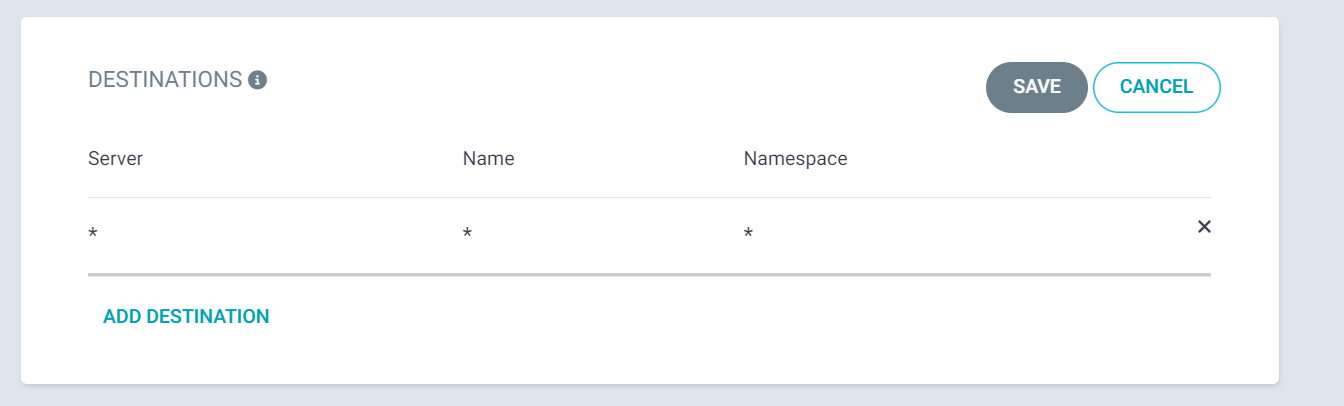 DESTINATIONS
SAVE CANCEL
Server Name Namespace
* * *
ADD DESTINATION